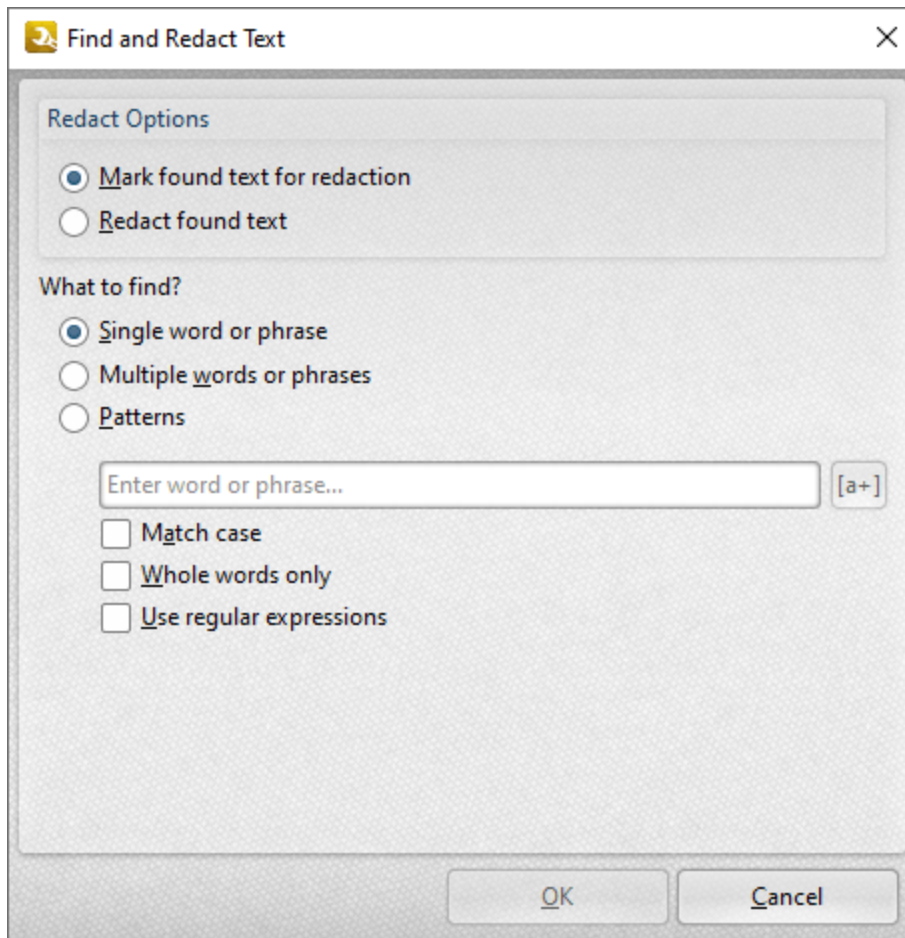 Find and Redact Text
Redact Options
Mark found text for redaction
Redact found text
What to find?
Single word or phrase
Multiple words or phrases
Patterns
Enter word or phrase... [a+]
Match case
Whole words only
Use regular expressions
OK Cancel